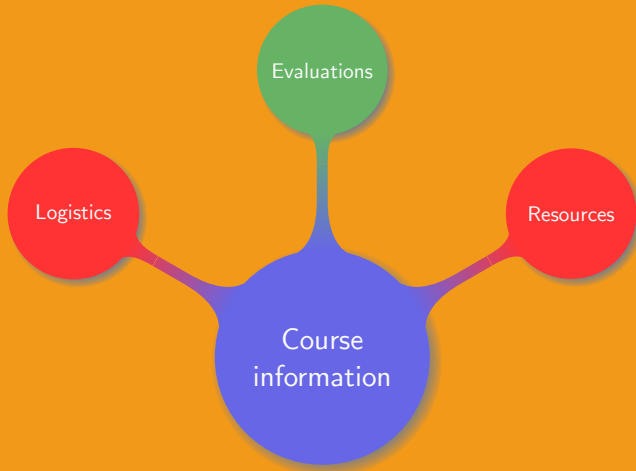 Evaluations
Logistics
Resources
Course
information